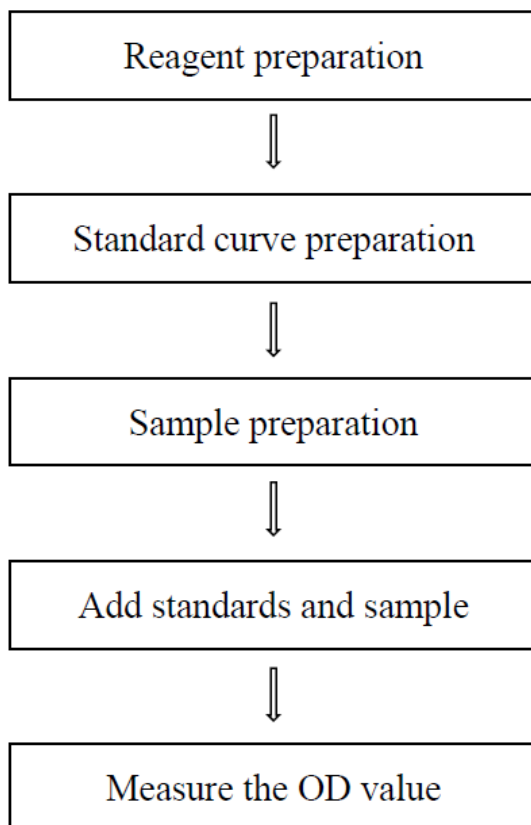 Reagent preparation
Standard curve preparation
Sample preparation
Add standards and sample
Measure the OD value